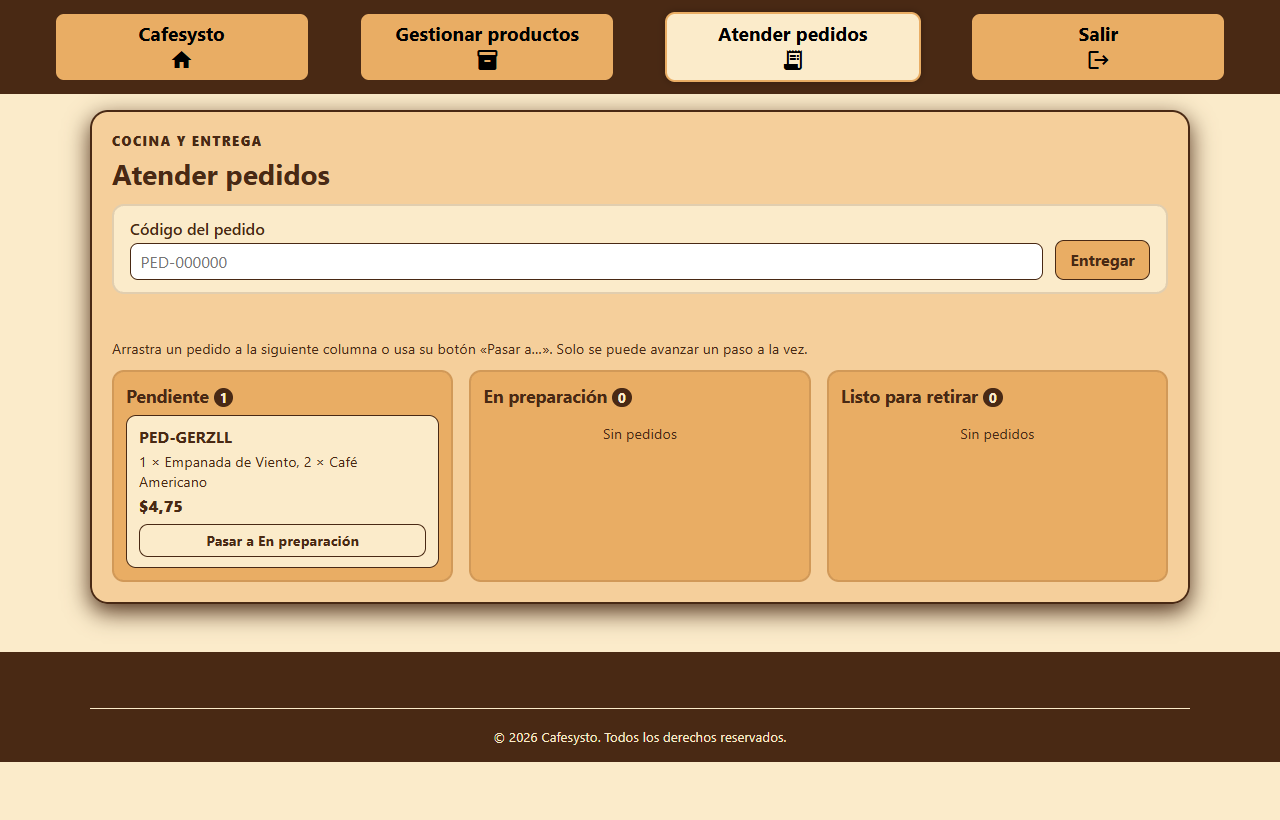 Cafesysto
Gestionar productos
Atender pedidos
Salir
COCINA Y ENTREGA
Atender pedidos
Código del pedido
PED-000000
Entregar
Arrastra un pedido a la siguiente columna o usa su botón «Pasar a…». Solo se puede avanzar un paso a la vez.
Pendiente 1
PED-GERZLL
1 × Empanada de Viento, 2 × Café
Americano
$4,75
Pasar a En preparación
En preparación 0
Sin pedidos
Listo para retirar 0
Sin pedidos
© 2026 Cafesysto. Todos los derechos reservados.